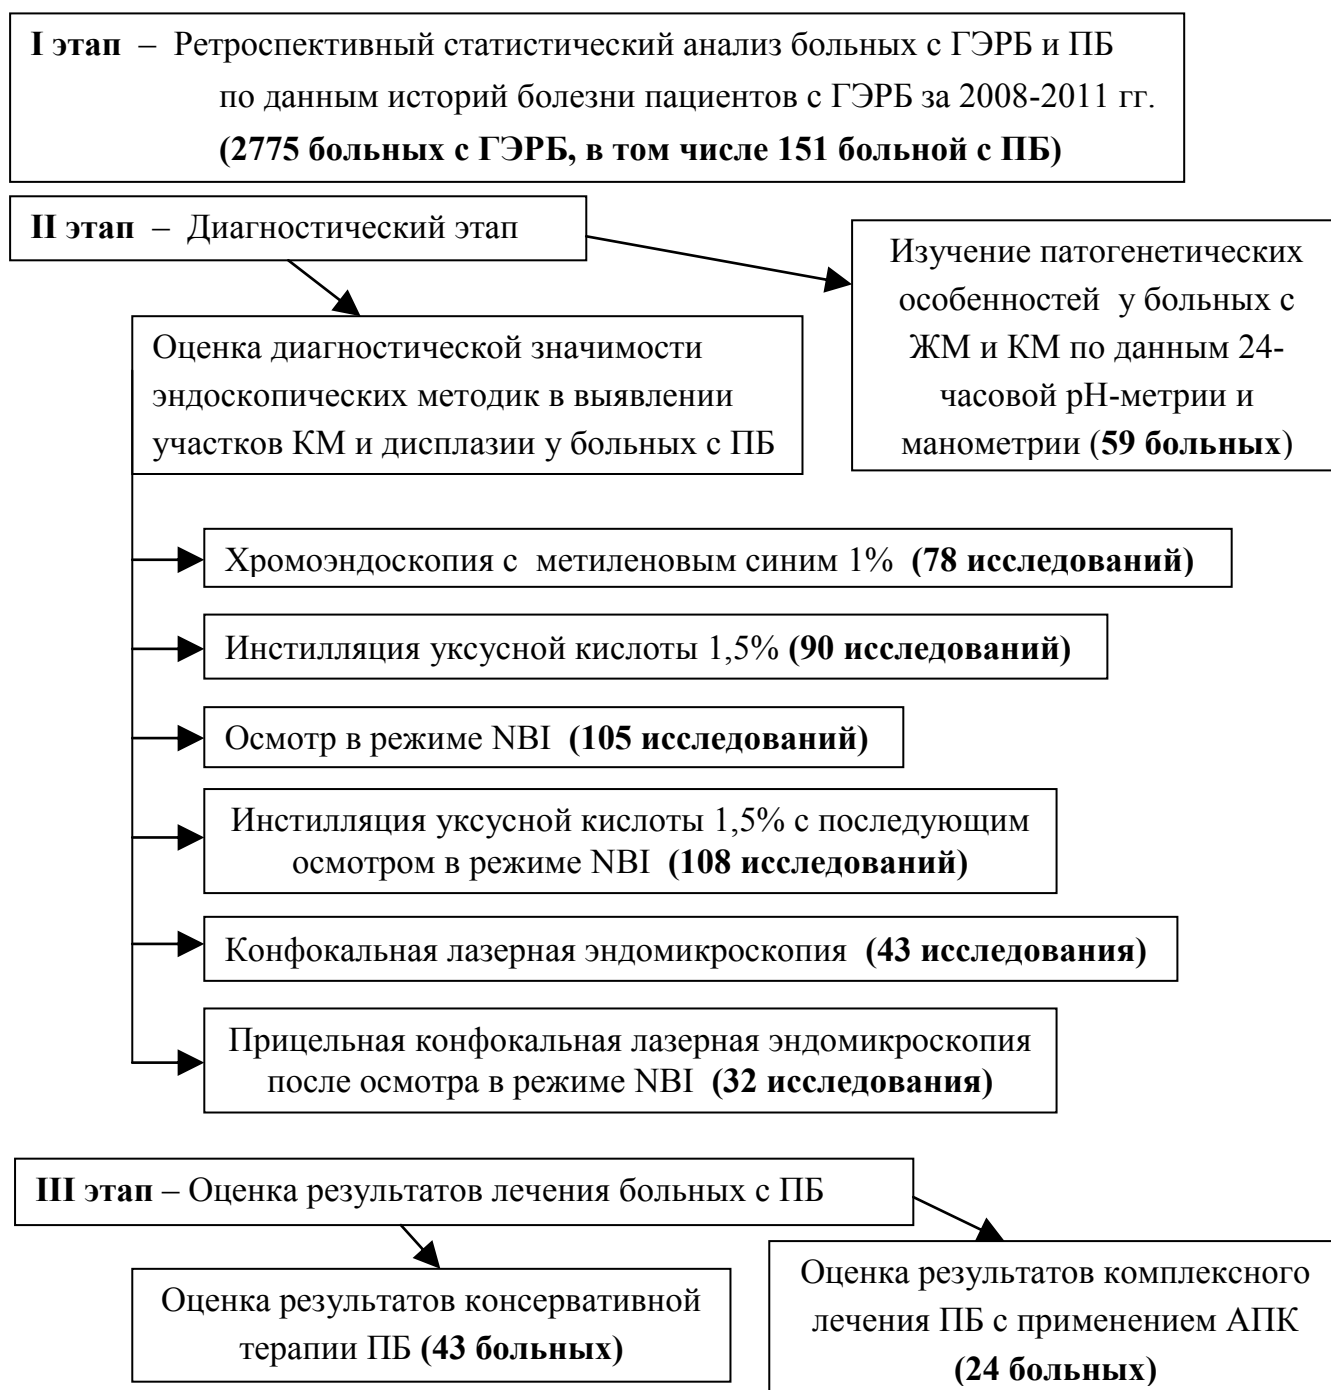 I этап – Ретроспективный статистический анализ больных с ГЭРБ и ПБ
по данным историй болезни пациентов с ГЭРБ за 2008-2011 гг.
(2775 больных с ГЭРБ, в том числе 151 больной с ПБ)
II этап – Диагностический этап
Изучение патогенетических
особенностей у больных с
ЖМ и КМ по данным 24-
часовой рН-метрии и
манометрии (59 больных)
Оценка диагностической значимости
эндоскопических методик в выявлении
участков КМ и дисплазии у больных с ПБ
Хромоэндоскопия с метиленовым синим 1% (78 исследований)
Инстилляция уксусной кислоты 1,5% (90 исследований)
Осмотр в режиме NBI (105 исследований)
Инстилляция уксусной кислоты 1,5% с последующим
осмотром в режиме NBI (108 исследований)
Конфокальная лазерная эндомикроскопия (43 исследования)
Прицельная конфокальная лазерная эндомикроскопия
после осмотра в режиме NBI (32 исследования)
III этап – Оценка результатов лечения больных с ПБ
Оценка результатов консервативной
терапии ПБ (43 больных)
Оценка результатов комплексного
лечения ПБ с применением АПК
(24 больных)